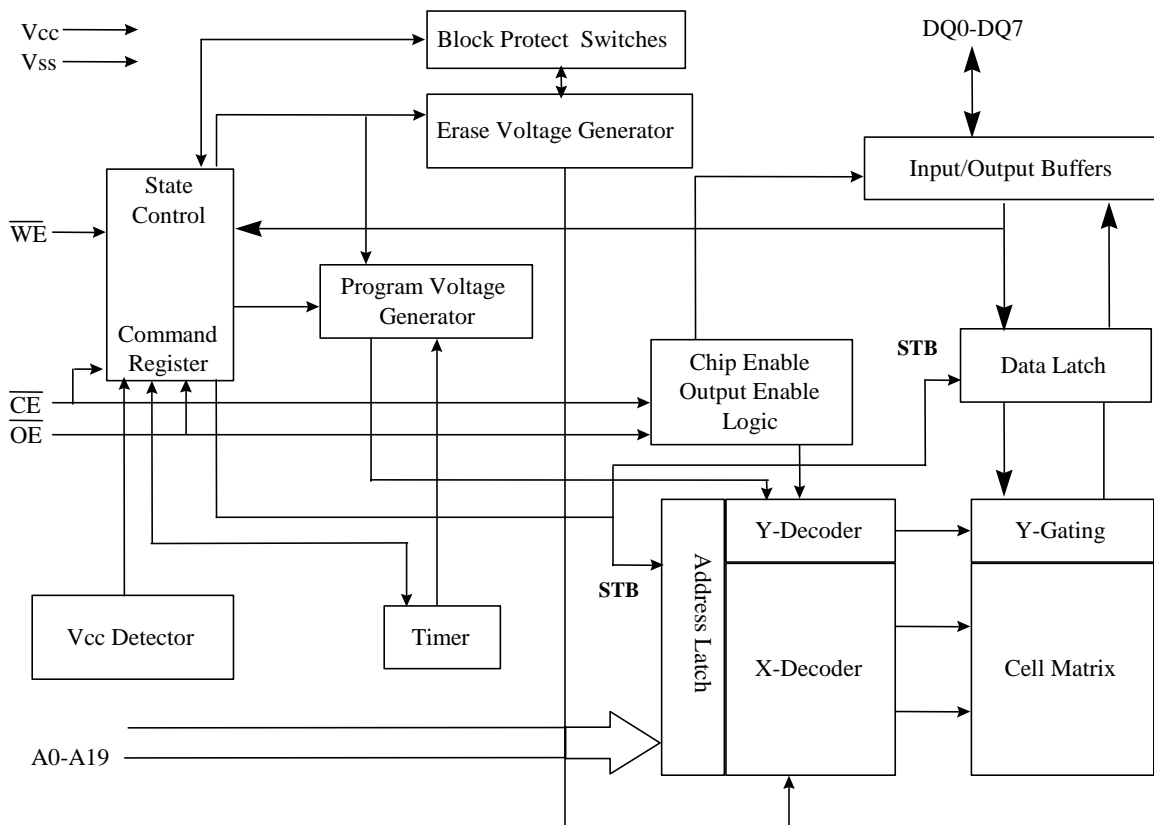 Vcc
Vss
Block Protect Switches
DQ0-DQ7
Erase Voltage Generator
Input/Output Buffers
State
Control
WE
Program Voltage
Generator
Command
Register
STB
Chip Enable
Output Enable
Logic
Data Latch
CE
OE
Y-Decoder
Y-Gating
Address Latch
STB
Vcc Detector
Timer
X-Decoder
Cell Matrix
A0-A19